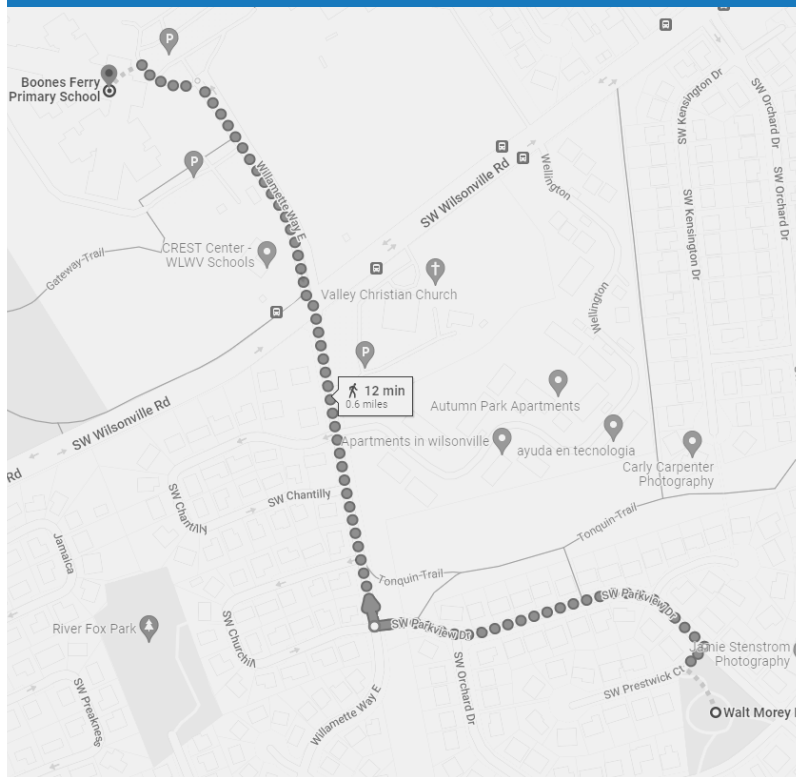 P
Boones Ferry
Primary School
P
Willamette Way E
SW Wilsonville Rd
Wellington
SW Kensington Dr
SW Orchard Dr
SW Kensington Dr
SW Orchard Dr
Gateway-Trail
CREST Center -
WLWV Schools
Valley Christian Church
Wellington
P
12 min
0.6 miles
Autumn Park Apartments
SW Wilsonville Rd
Rd
Apartments in wilsonville
ayuda en tecnologia
Carly Carpenter
Photography
SW Chantilly
SW Chantilly
Jamaica
Tonquin-Trail
Tonquin-Trail
River Fox Park
SW Churchill
SW Parkview Dr
SW Parkview Dr
Jamie Stenstrom
Photography
SW Orchard Dr
SW Prestwick Ct
SW Preakness
Willamette Way E
Walt Morey